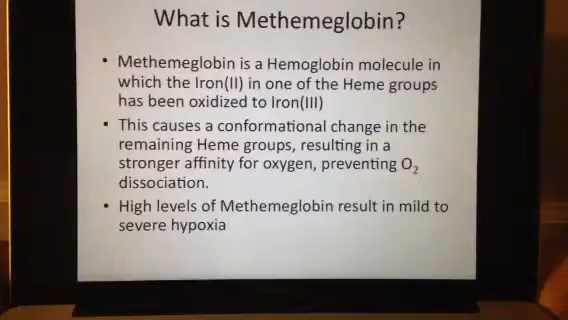 What is Methemeglobin?
• Methemeglobin is a Hemoglobin molecule in
which the Iron(II) in one of the Heme groups
has been oxidized to Iron(III)
• This causes a conformational change in the
remaining Heme groups, resulting in a
stronger affinity for oxygen, preventing O₂
dissociation.
• High levels of Methemeglobin result in mild to
severe hypoxia